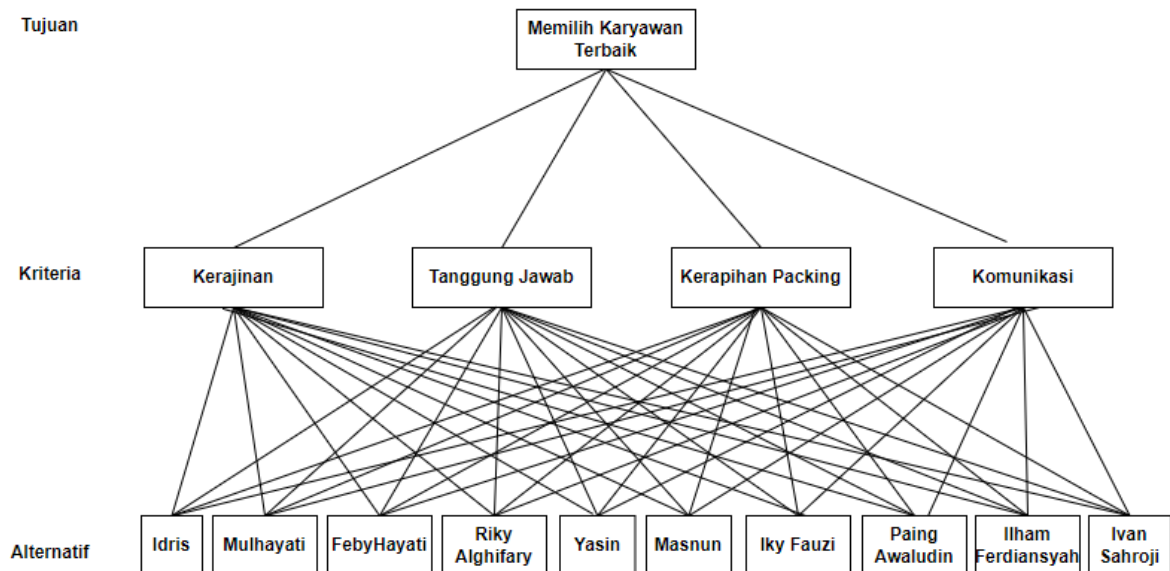 Tujuan
Memilih Karyawan
Terbaik
Kriteria
Kerajinan
Tanggung Jawab
Kerapihan Packing
Komunikasi
Alternatif
Idris
Mulhayati
FebyHayati
Riky
Alghifary
Yasin
Masnun
Iky Fauzi
Paing
Awaludin
Ilham
Ferdiansyah
Ivan
Sahroji